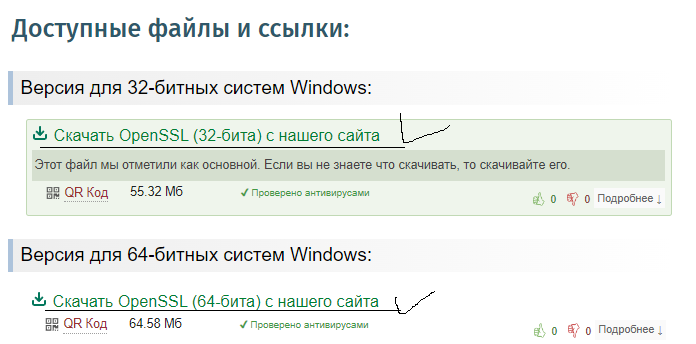 Доступные файлы и ссылки:
Версия для 32-битных систем Windows:
Скачать OpenSSL (32-бита) с нашего сайта
Этот файл мы отметили как основной. Если вы не знаете что скачивать, то скачивайте его.
QR Код 55.32 Мб ✔ Проверено антивирусами 0 0 Подробнее ↓
Версия для 64-битных систем Windows:
Скачать OpenSSL (64-бита) с нашего сайта
QR Код 64.58 Мб ✔ Проверено антивирусами 0 0 Подробнее ↓